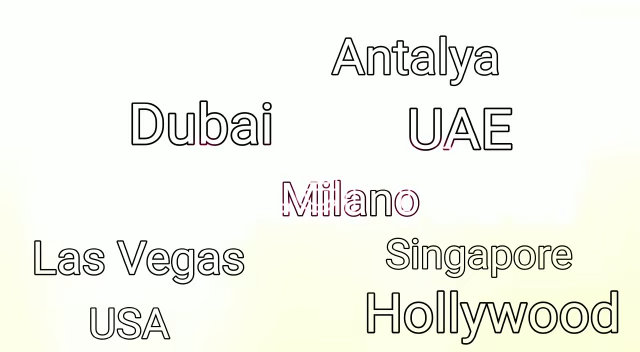 Antalya
Dubai
UAE
Milano
Las Vegas
Singapore
USA
Hollywood